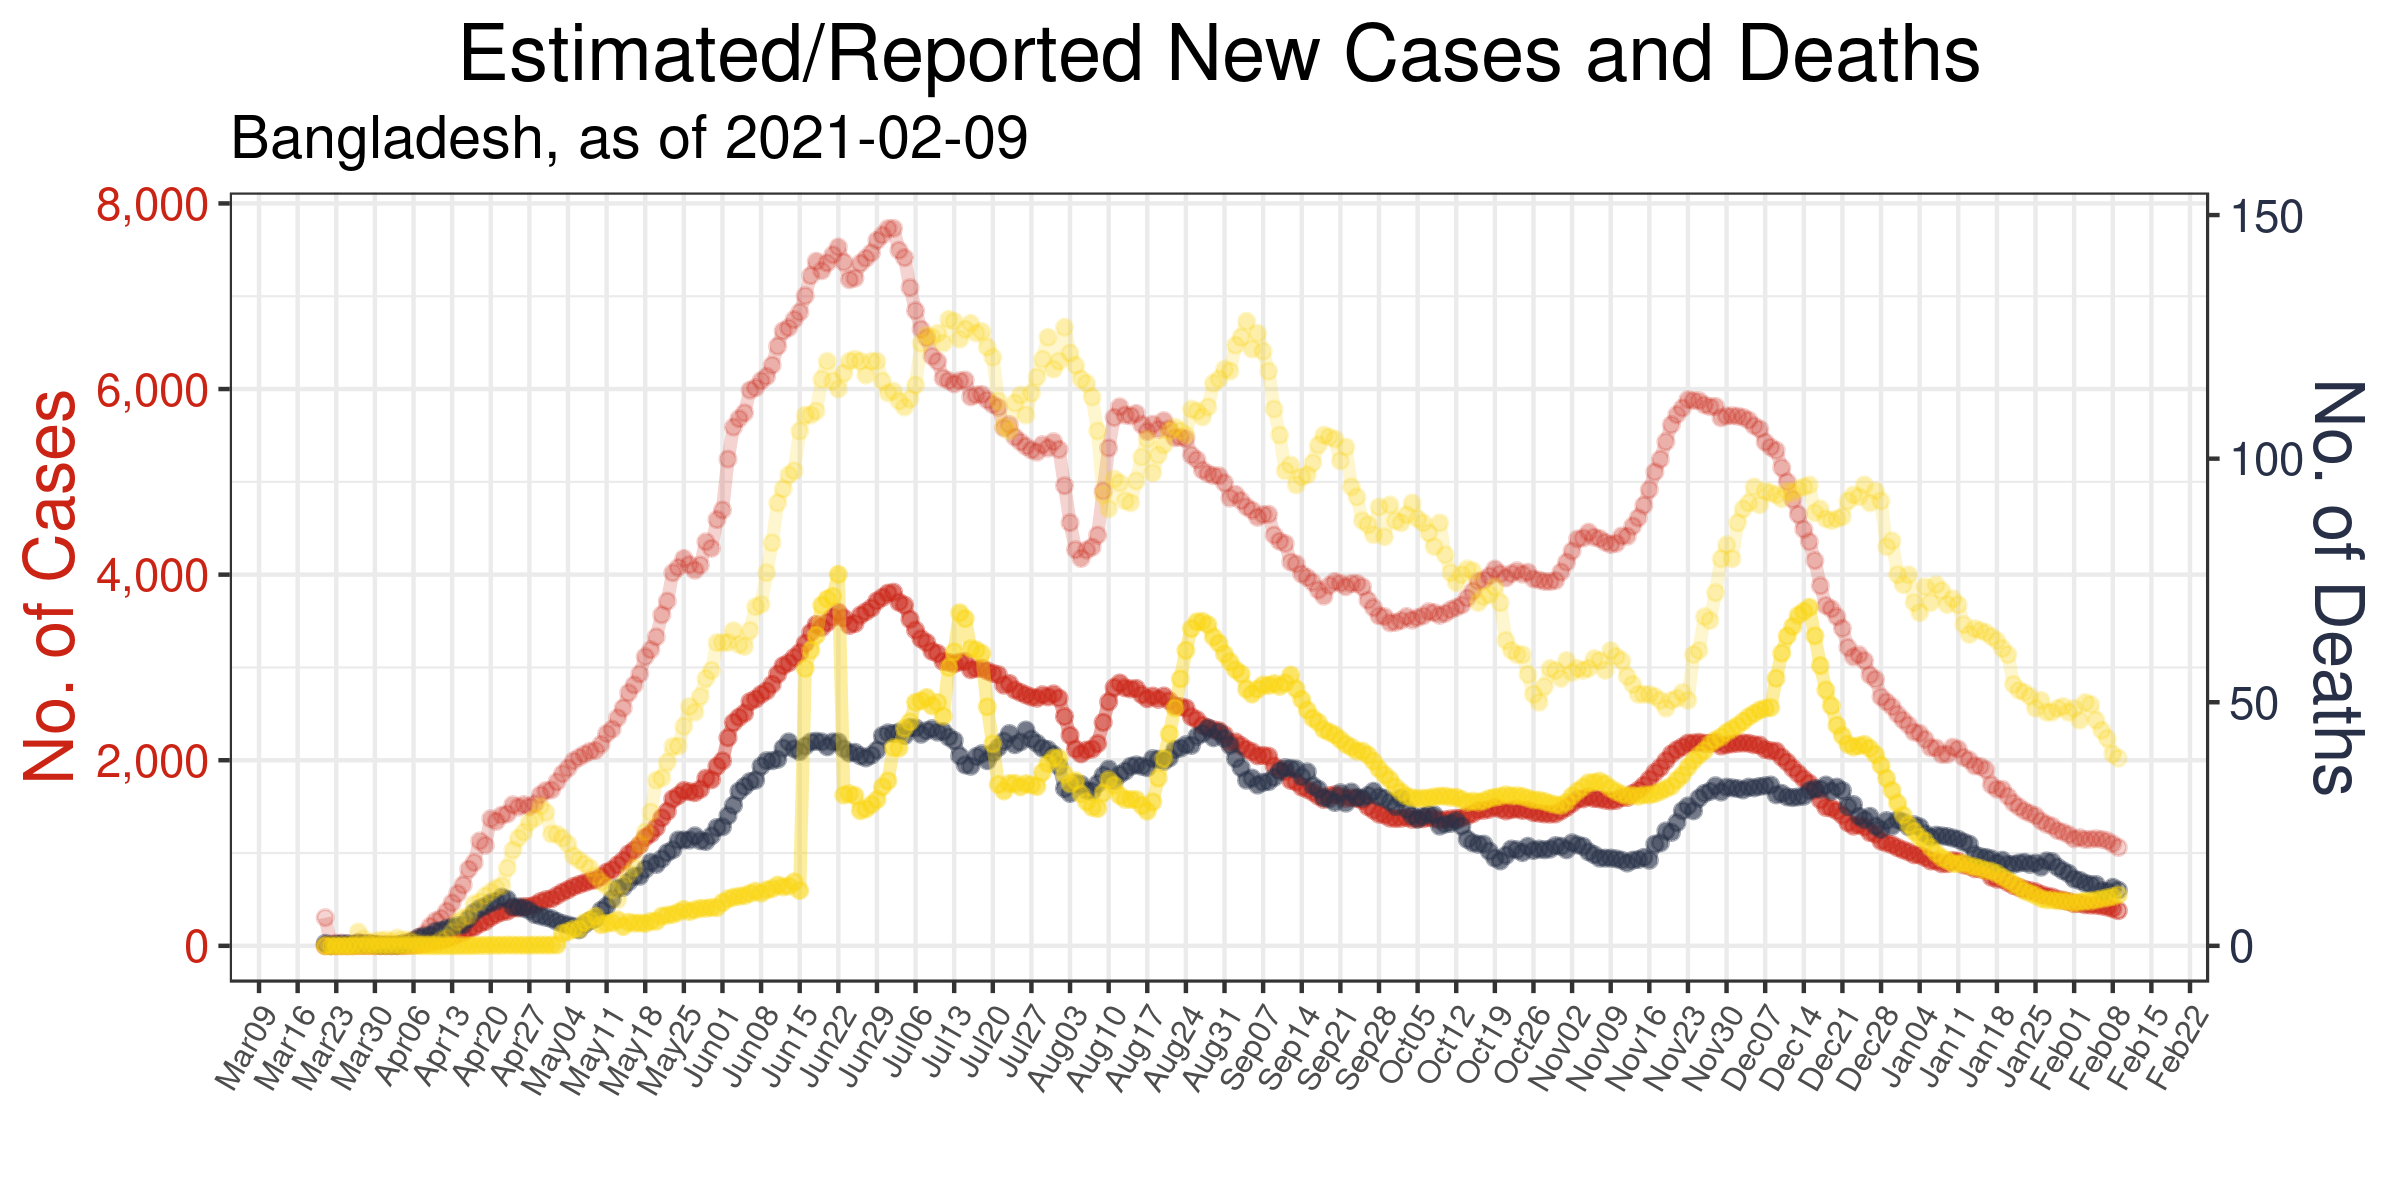 Estimated/Reported New Cases and Deaths
Bangladesh, as of 2021-02-09
No. of Cases
8,000
6,000
4,000
2,000
0
150
100
50
0
No. of Deaths
Mar09
Mar16
Mar23
Mar30
Apr06
Apr13
Apr20
Apr27
May04
May11
May18
May25
Jun01
Jun08
Jun15
Jun22
Jun29
Jul06
Jul13
Jul20
Jul27
Aug03
Aug10
Aug17
Aug24
Aug31
Sep07
Sep14
Sep21
Sep28
Oct05
Oct12
Oct19
Oct26
Nov02
Nov09
Nov16
Nov23
Nov30
Dec07
Dec14
Dec21
Dec28
Dec04
Jan04
Jan11
Jan18
Jan25
Feb01
Feb08
Feb15
Feb22